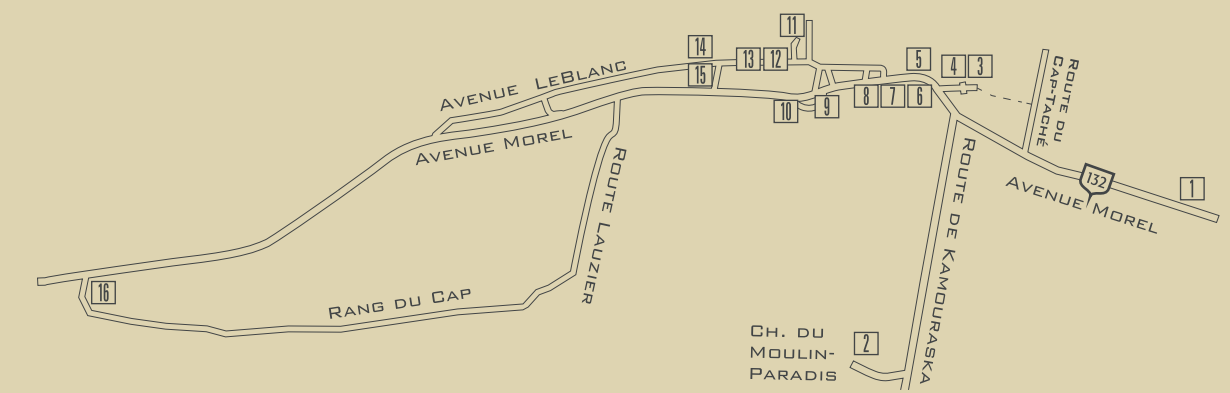 11
14
13
12
5
4
3
15
AVENUE LEBLANC
8
7
6
10
9
ROUTE DU
CAP-TACHÉ
AVENUE MOREL
ROUTE LAUZIER
ROUTE DE KAMOURASKA
132
1
AVENUE MOREL
16
RANG DU CAP
CH. DU
MOULIN-
PARADIS
2